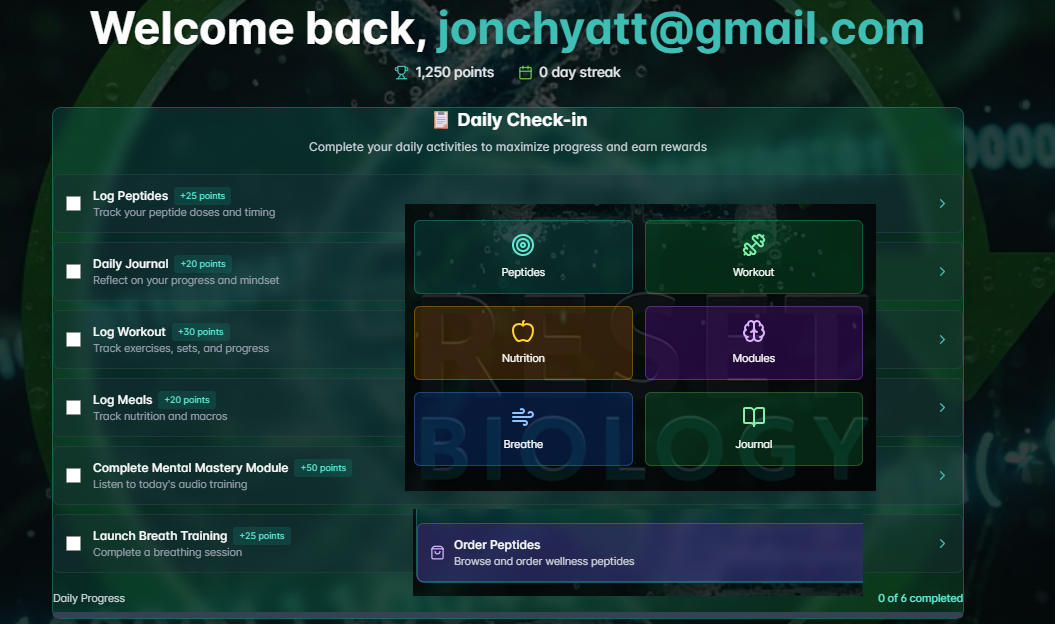 Welcome back, jonchyatt@gmail.com
1,250 points 0 day streak
📋 Daily Check-in
Complete your daily activities to maximize progress and earn rewards
Log Peptides +25 points
Track your peptide doses and timing
Daily Journal +20 points
Reflect on your progress and mindset
Log Workout +30 points
Track exercises, sets, and progress
Log Meals +20 points
Track nutrition and macros
Complete Mental Mastery Module +50 points
Listen to today's audio training
Launch Breath Training +25 points
Complete a breathing session
Peptides Workout
Nutrition Modules
Breathe Journal
RESET
BIOLOGY
Order Peptides
Browse and order wellness peptides
Daily Progress 0 of 6 completed